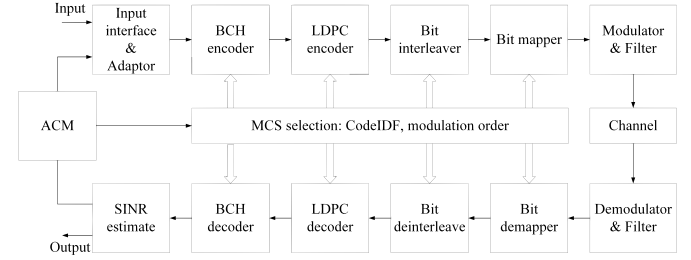 Input
Input
interface
&
Adaptor
BCH
encoder
LDPC
encoder
Bit
interleaver
Bit mapper
Modulator
& Filter
ACM
MCS selection: CodeIDF, modulation order
Channel
SINR
estimate
BCH
decoder
LDPC
decoder
Bit
deinterleave
Bit
demapper
Demodulator
& Filter
Output